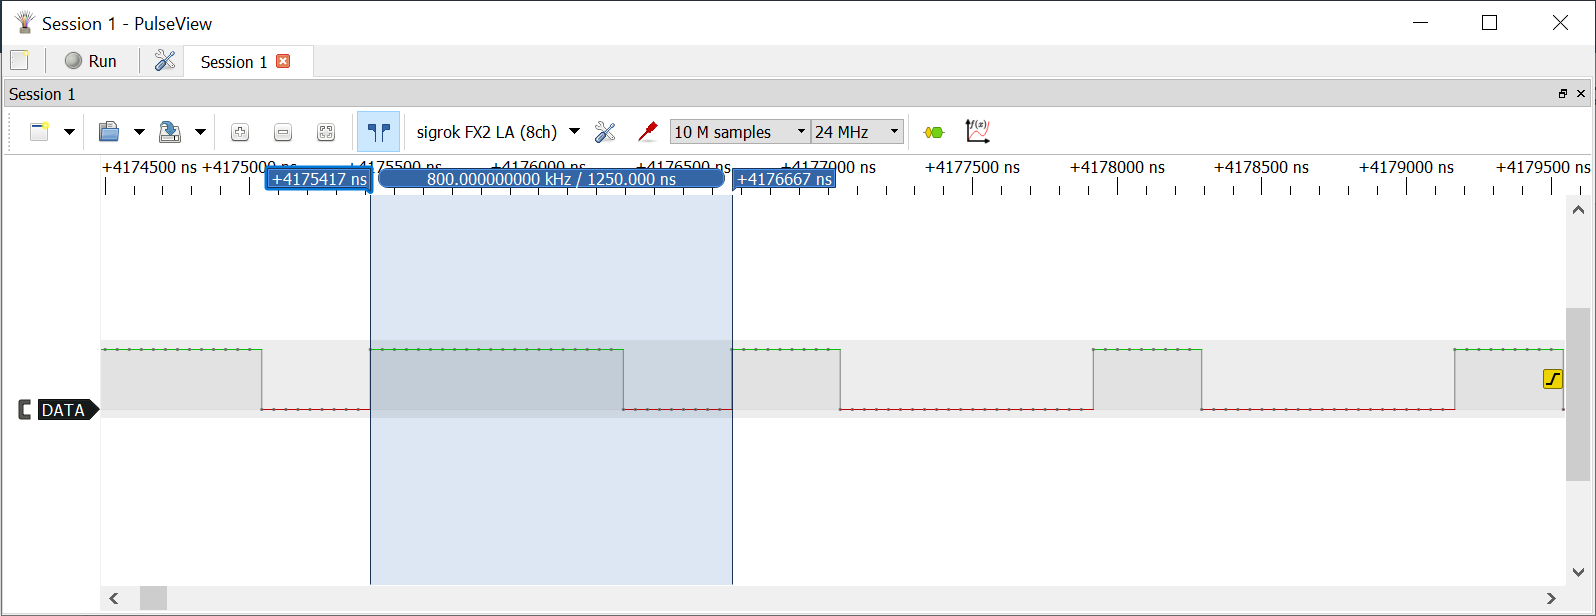 Session 1 - PulseView
Run
Session 1
Session 1
sigrok FX2 LA (8ch)
10 M samples
24 MHz
+4174500 ns +4175000 ns +4175500 ns +4176000 ns +4176500 ns +4177000 ns +4177500 ns +4178000 ns +4178500 ns +4179000 ns +4179500 ns
+4175417 ns 800.000000000 kHz / 1250.000 ns +4176667 ns
DATA